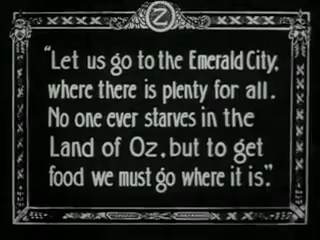 Z
"Let us go to the Emerald City,
where there is plenty for all.
No one ever starves in the
Land of Oz, but to get
food we must go where it is."